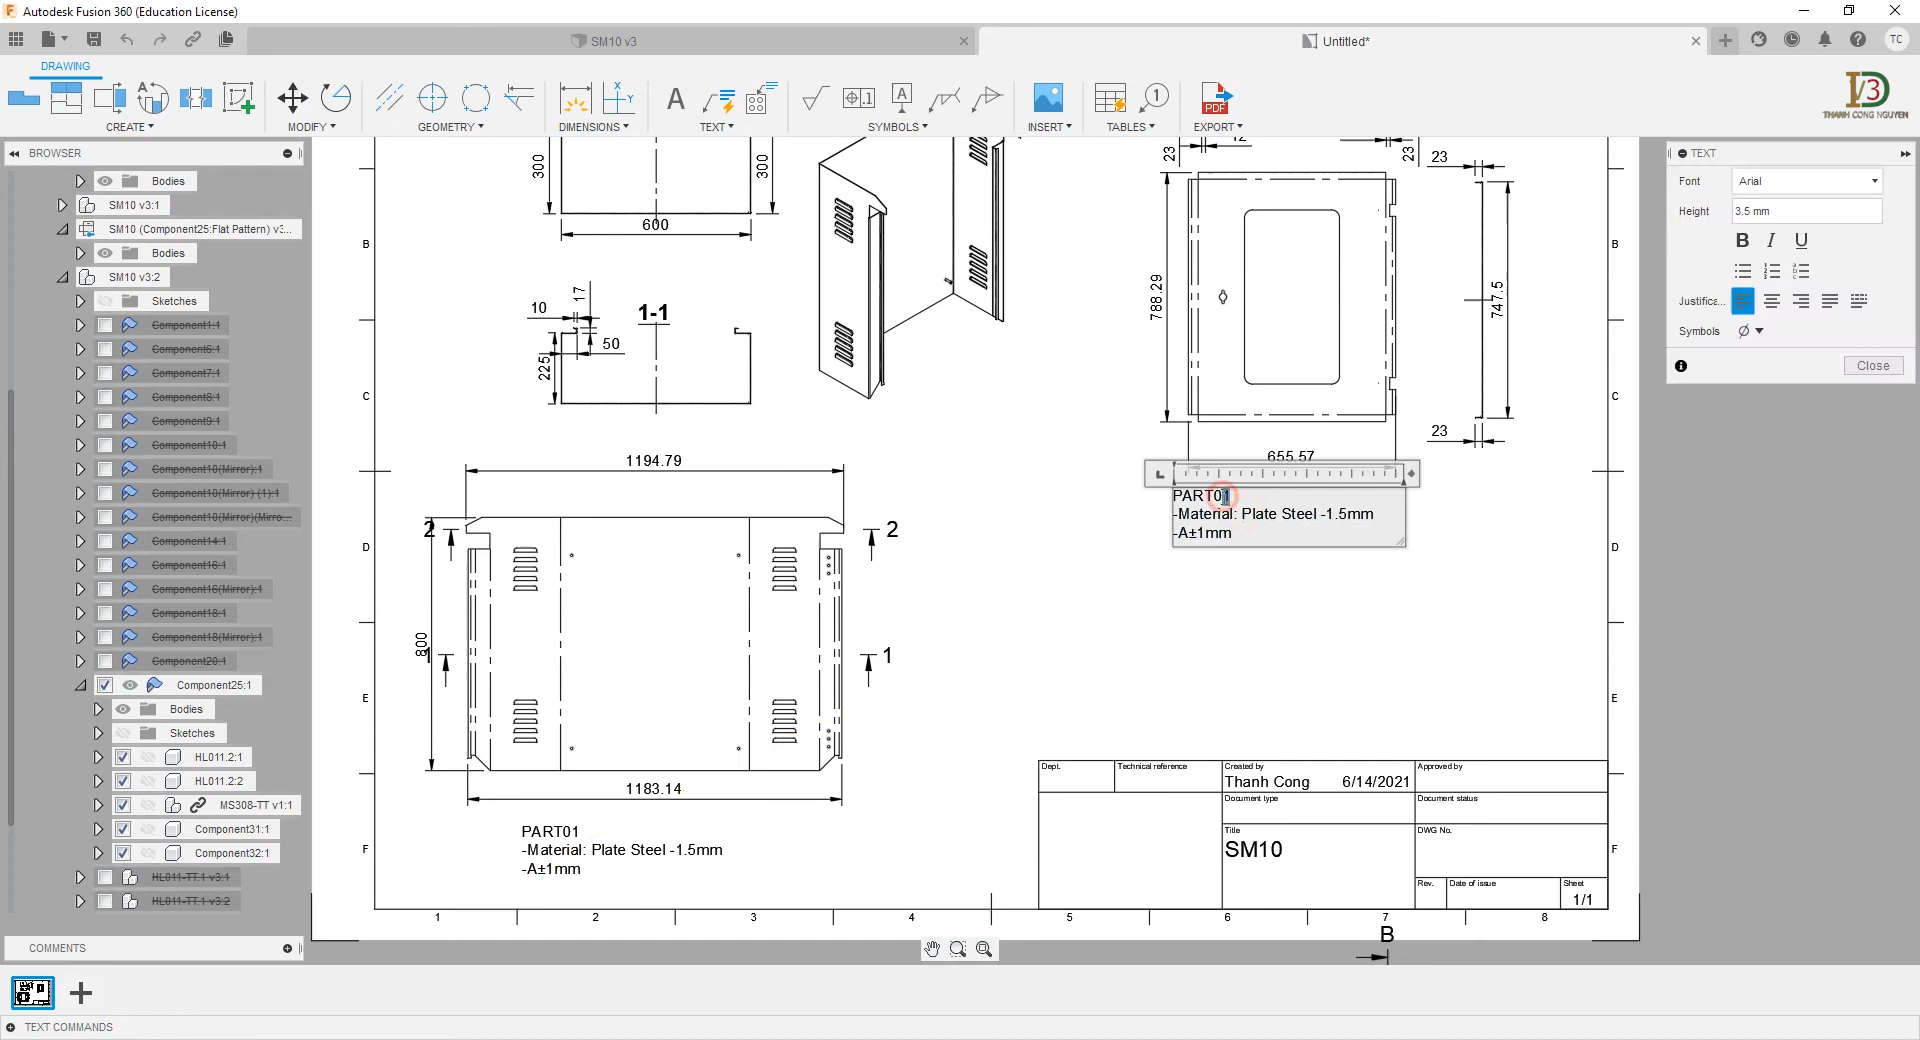 Autodesk Fusion 360 (Education License)
SM10 v3
Untitled*
TC
DRAWING
CREATE
MODIFY
GEOMETRY
DIMENSIONS
TEXT
SYMBOLS
INSERT
TABLES
EXPORT
PDF
V3
THANH CONG NGUYEN
BROWSER
Bodies
SM10 v3:1
SM10 (Component25:Flat Pattern) v3...
Bodies
SM10 v3:2
Sketches
Component1:1
Component6:1
Component7:1
Component8:1
Component9:1
Component10:1
Component10(Mirror):1
Component10(Mirror) (1):1
Component10(Mirror)(Mirro...
Component14:1
Component16:1
Component16(Mirror):1
Component18:1
Component18(Mirror):1
Component20:1
Component25:1
Bodies
Sketches
HL011.2:1
HL011.2:2
MS308-TT v1:1
Component31:1
Component32:1
HL011-TT.1 v3:1
HL011-TT.1 v3:2
COMMENTS
TEXT COMMANDS
300
300
600
10
17
1-1
50
225
1194.79
2
2
800
1
1
1183.14
PART01
-Material: Plate Steel -1.5mm
-A±1mm
23
12
23
23
788.29
747.5
23
655.57
PART01
-Material: Plate Steel -1.5mm
-A±1mm
B
C
D
E
F
B
C
D
E
F
1
2
3
4
5
6
7
8
B
Dept.
Technical reference
Created by
Thanh Cong 6/14/2021
Approved by
Document type
Document status
Title
SM10
DWG No.
Rev.
Date of issue
Sheet
1/1
TEXT
Font
Arial
Height
3.5 mm
B I U
Justifica...
Symbols
Close